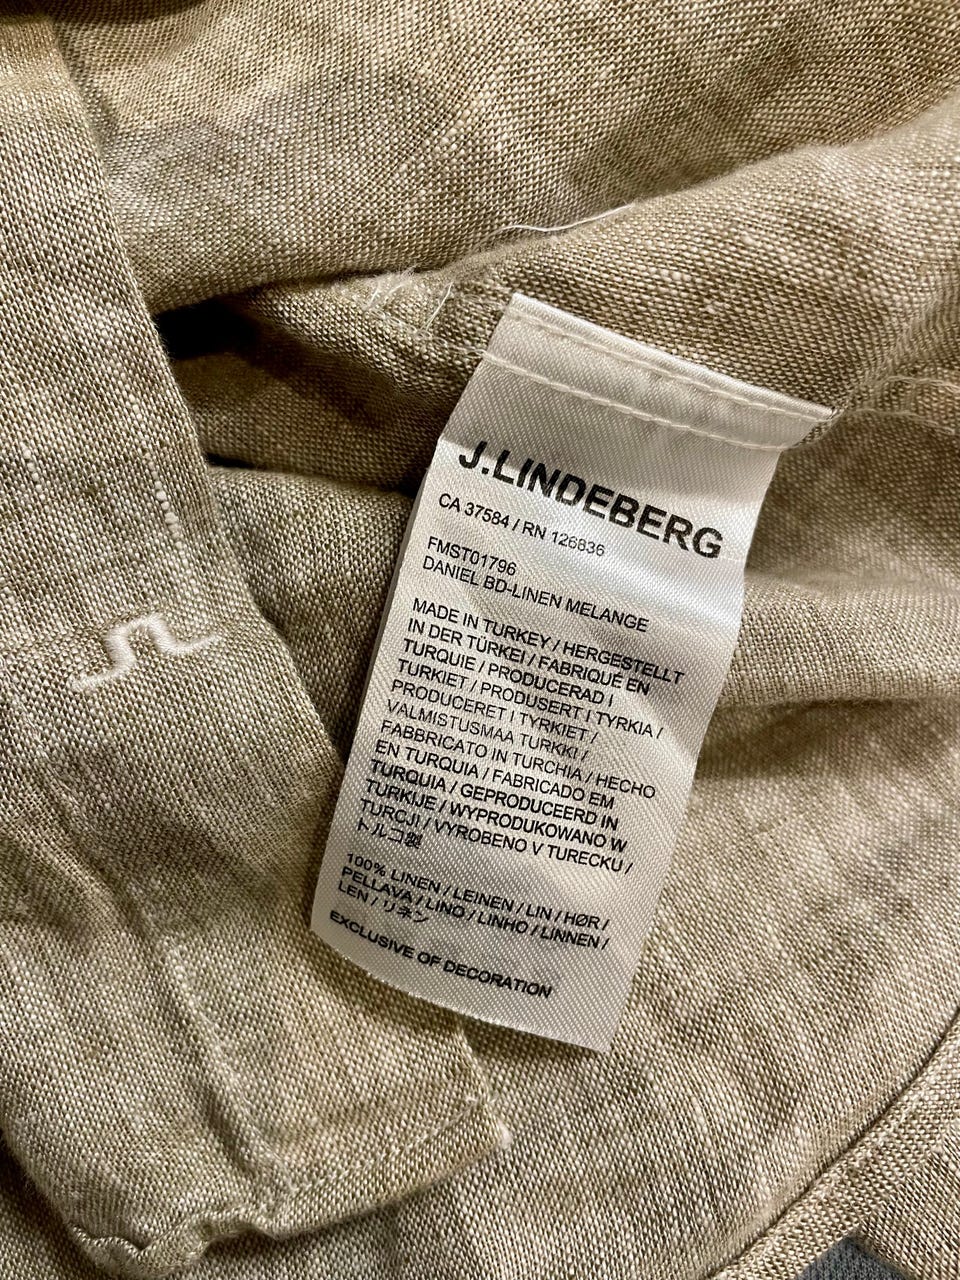 J.LINDEBERG
CA 37584 / RN 126836
FMST01796
DANIEL BD-LINEN MELANGE
MADE IN TURKEY / HERGESTELLT
IN DER TÜRKEI / FABRIQUÉ EN
TURQUIE / PRODUCERAD I
TURKIET / PRODUSERT I TYRKIA /
PRODUCERET I TYRKIET /
VALMISTUSMAA TURKKI /
FABBRICATO IN TURCHIA / HECHO
EN TURQUIA / FABRICADO EM
TURQUIA / GEPRODUCEERD IN
TURKIJE / WYPRODUKOWANO W
TURCJI / VYROBENO V TURECKU /
トルコ製
100% LINEN / LEINEN / LIN / HØR /
PELLAVA / LINO / LINHO / LINNEN /
LEN / リネン
EXCLUSIVE OF DECORATION